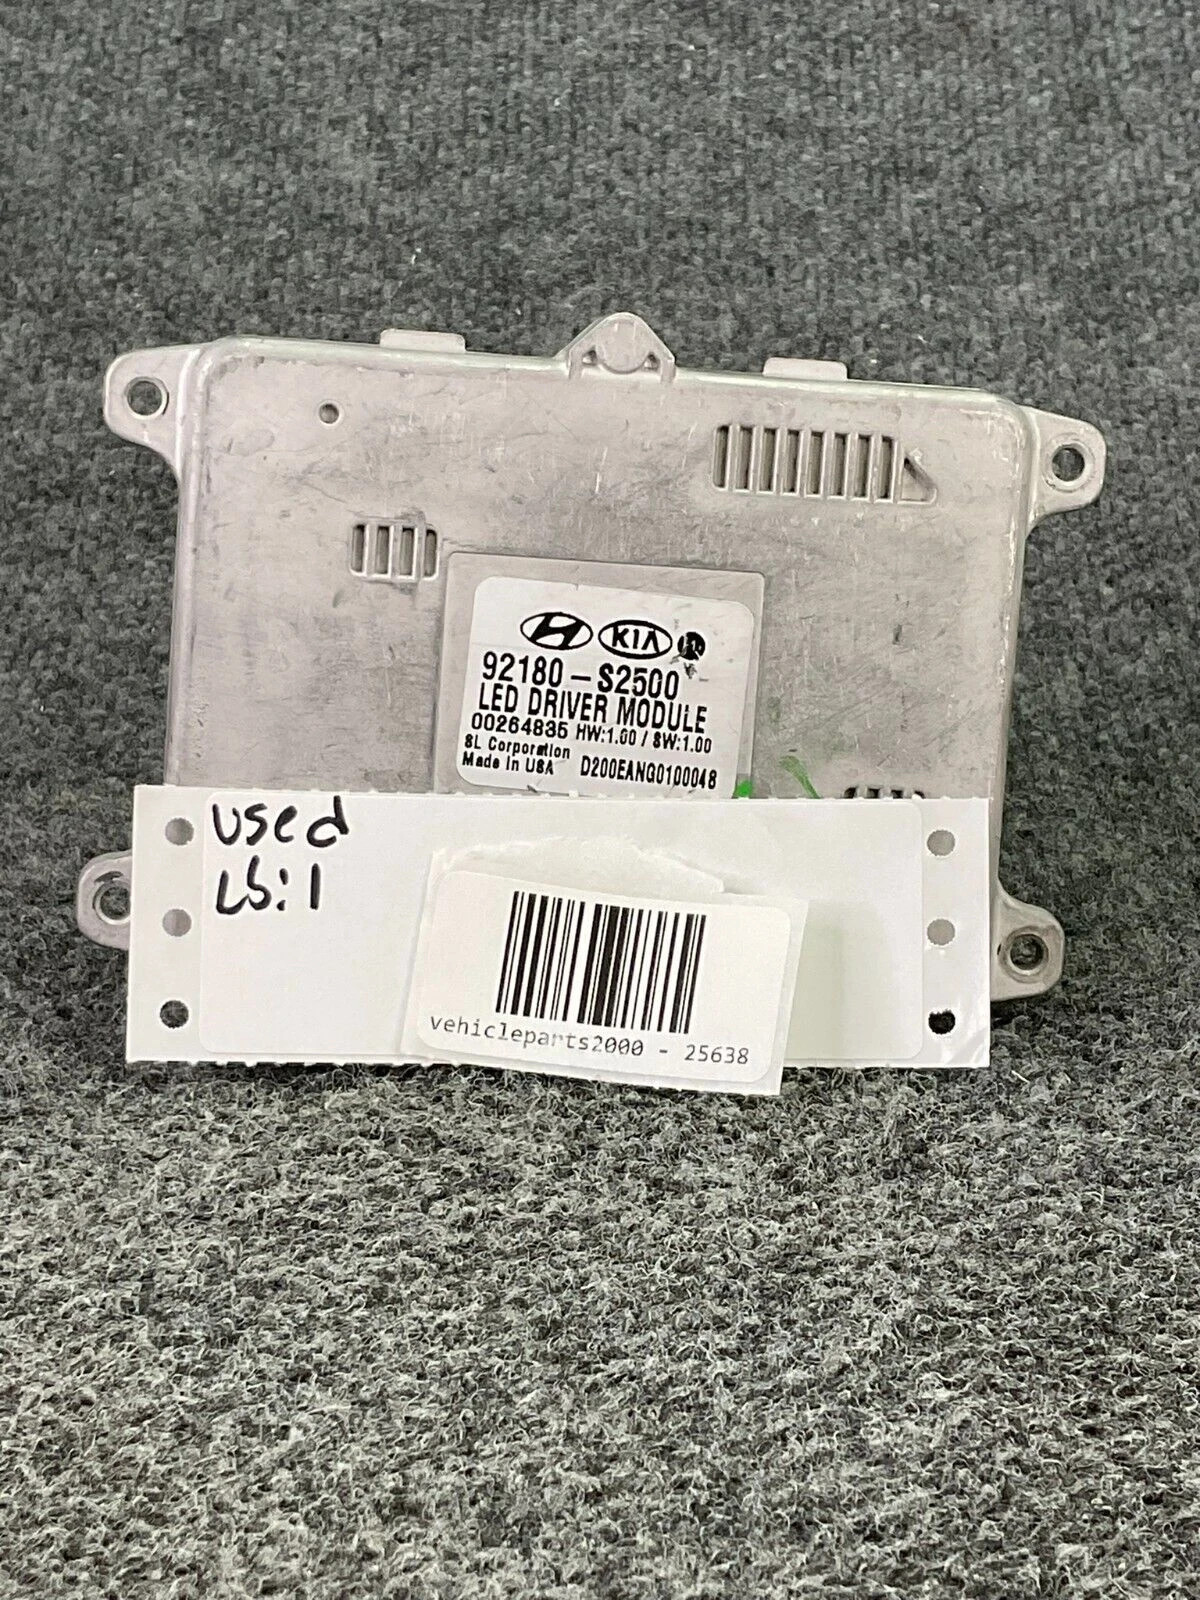 KIA
92180-S2500
LED DRIVER MODULE
00264835 HW:1.00 / SW:1.00
SL Corporation
Made In USA D200EANG0100048
used
LS:1
vehicleparts2000 - 25638